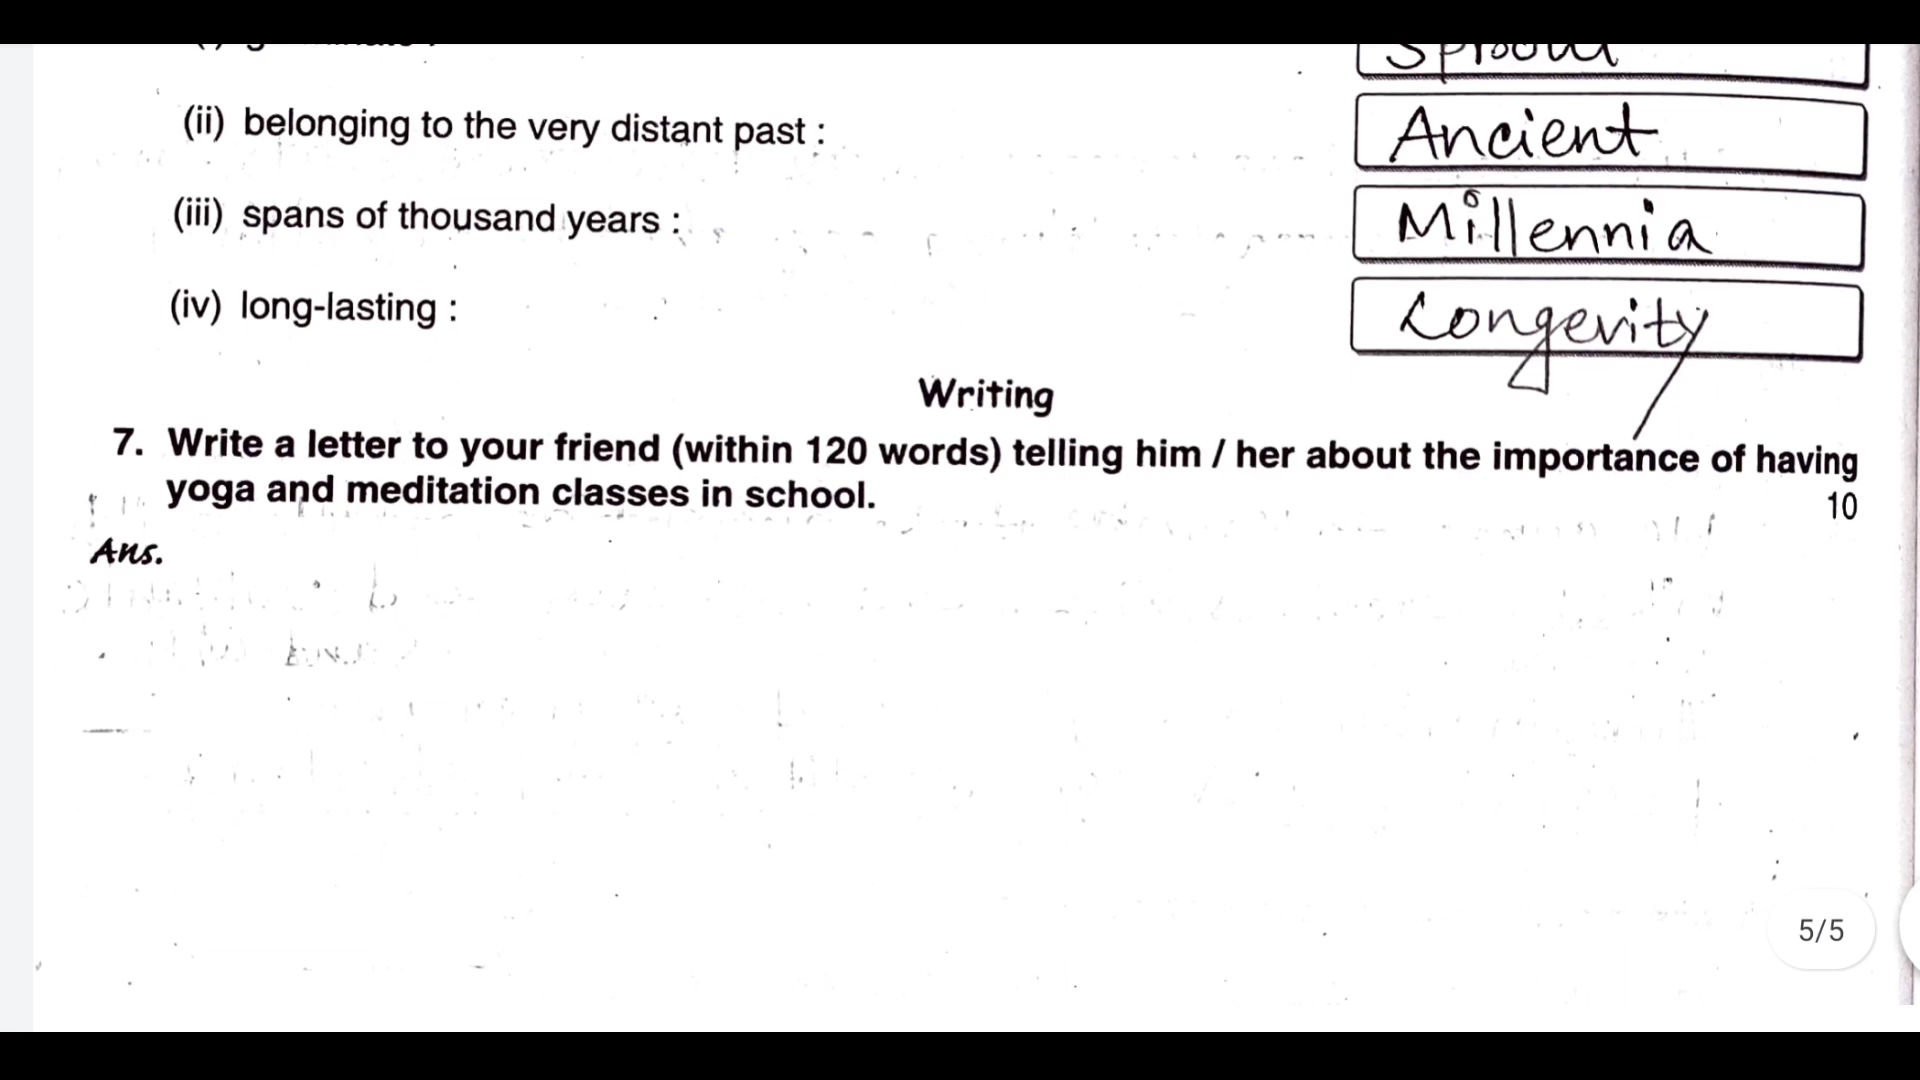 (ii) belonging to the very distant past :
Ancient
(iii) spans of thousand years :
Millennia
(iv) long-lasting :
Longevity
Writing
7. Write a letter to your friend (within 120 words) telling him / her about the importance of having
yoga and meditation classes in school.
10
Ans.
5/5